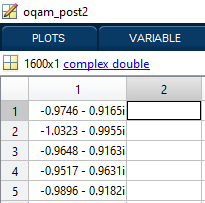 oqam_post2
PLOTS VARIABLE
1600x1 complex double
1 2
1 -0.9746 - 0.9165i
2 -1.0323 - 0.9955i
3 -0.9648 - 0.9163i
4 -0.9517 - 0.9631i
5 -0.9896 - 0.9182i